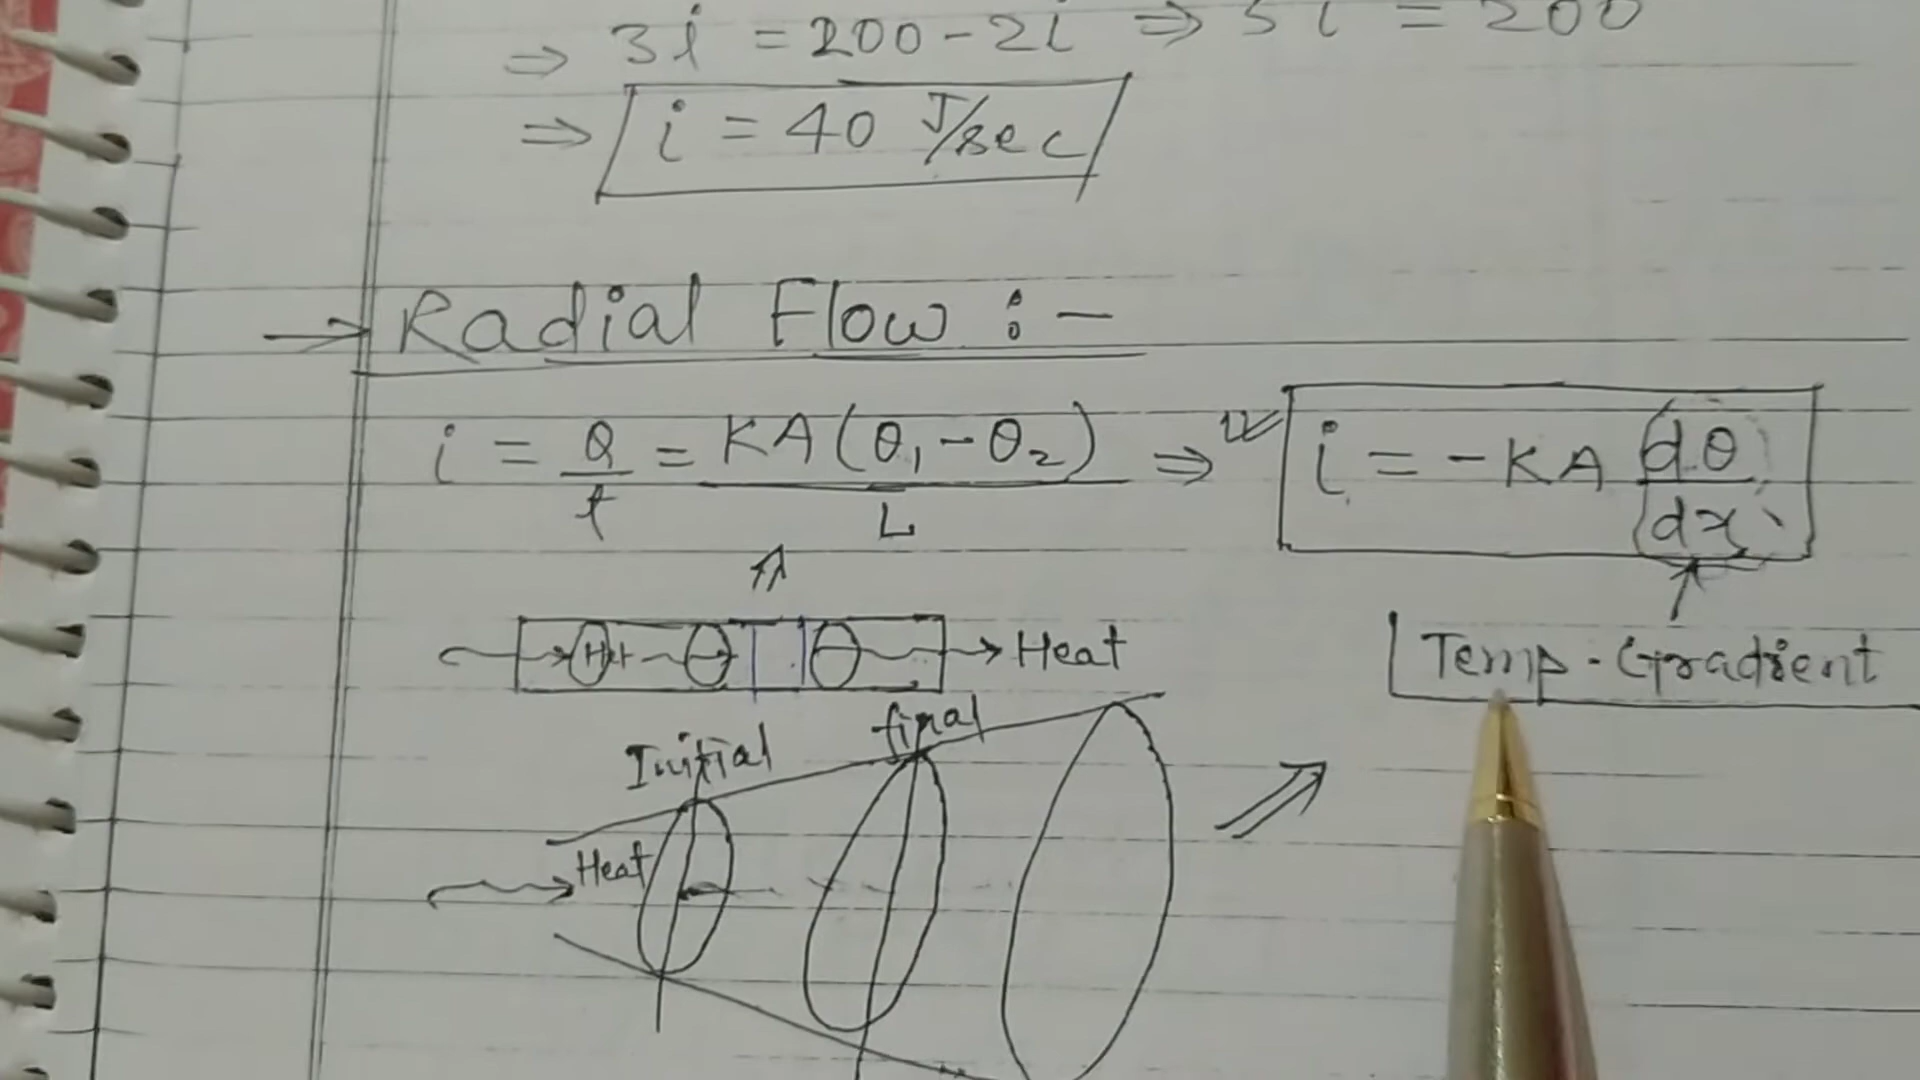 ⇒ 3i = 200 - 2i ⇒ 5i = 200
⇒ i = 40 J/sec
→ Radial Flow :-
i = Q/t = KA(θ₁-θ₂)/L ⇒ i = -KA dθ/dx
Heat
Temp. Gradient
Initial
final
Heat